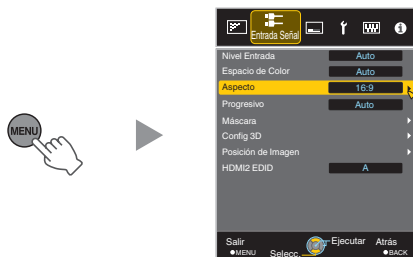 MENU
Entrada Señal
Nivel Entrada Auto
Espacio de Color Auto
Aspecto 16:9
Progresivo Auto
Máscara
Config 3D
Posición de Imagen
HDMI2 EDID A
Salir Ejecutar Atrás
●MENU Selecc. ●BACK